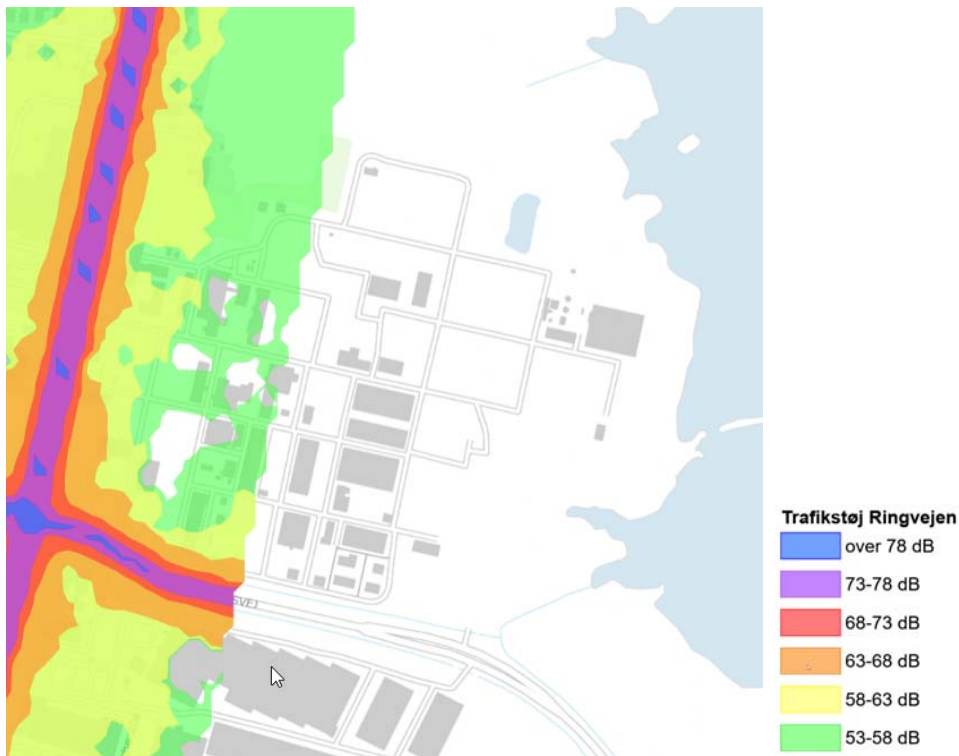 SVEJ
Trafikstøj Ringvejen
over 78 dB
73-78 dB
68-73 dB
63-68 dB
58-63 dB
53-58 dB